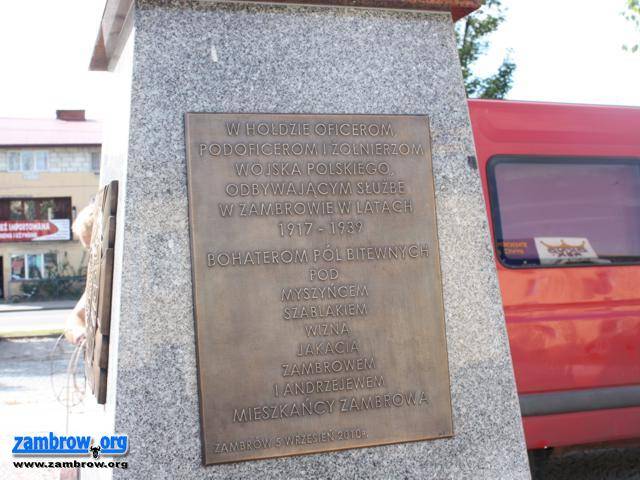 W HOŁDZIE OFICEROM,
PODOFICEROM I ŻOŁNIERZOM
WOJSKA POLSKIEGO,
ODBYWAJĄCYM SŁUŻBĘ
W ZAMBROWIE W LATACH
1917 - 1939
BOHATEROM PÓL BITEWNYCH
POD
MYSZYŃCEM
SZABLAKIEM
WIZNĄ
JAKACIĄ
ZAMBROWEM
I ANDRZEJEWEM
MIESZKAŃCY ZAMBROWA
ZAMBRÓW 5 WRZESIEŃ 2010r.
zambrow.org
www.zambrow.org